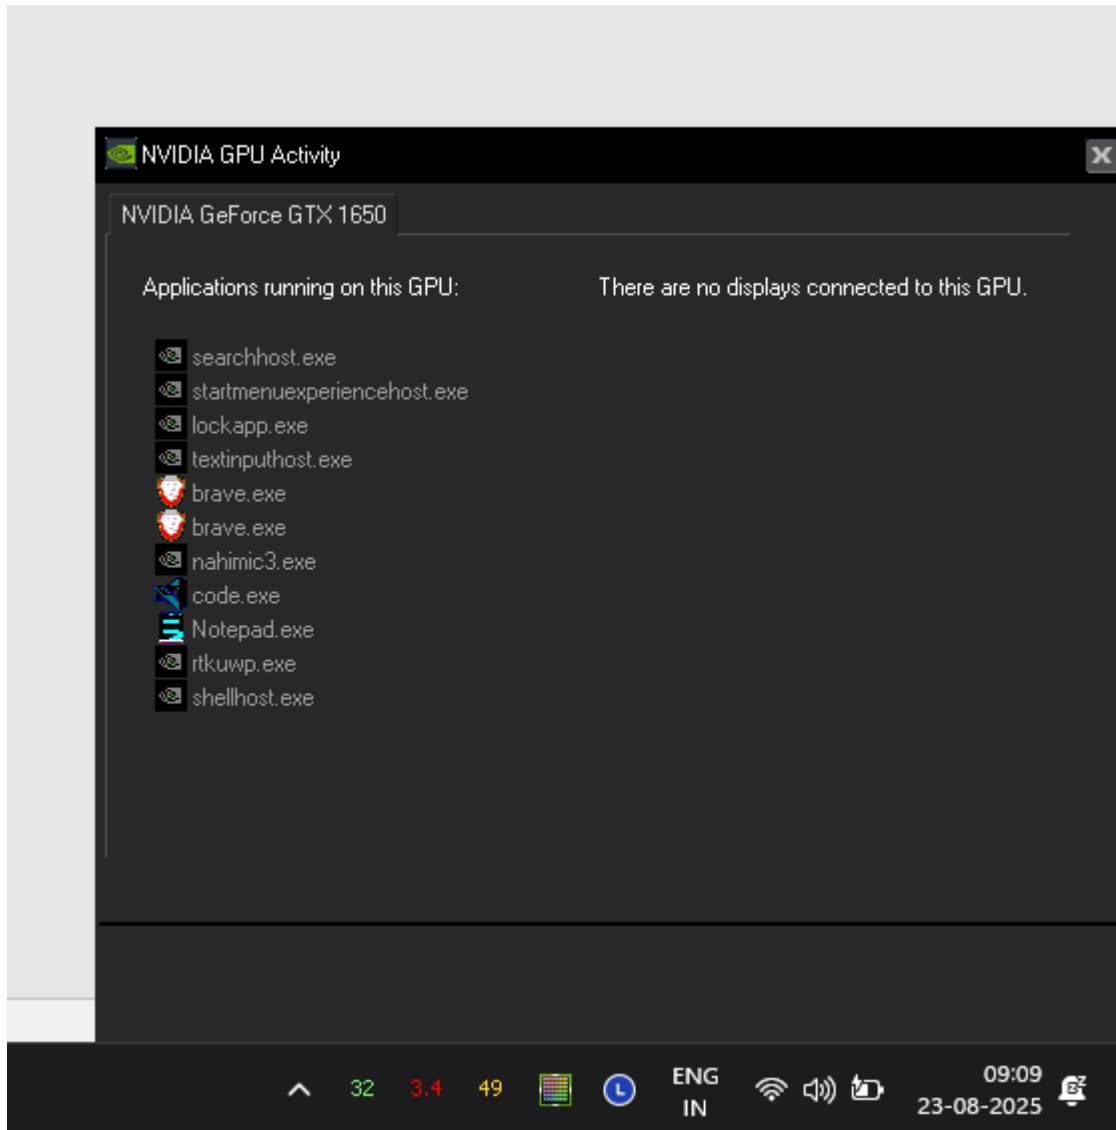 NVIDIA GPU Activity
NVIDIA GeForce GTX 1650
Applications running on this GPU:
There are no displays connected to this GPU.
searchhost.exe
startmenuexperiencehost.exe
lockapp.exe
textinputhost.exe
brave.exe
brave.exe
nahimic3.exe
code.exe
Notepad.exe
rtkuwp.exe
shellhost.exe
32 3.4 49 L ENG IN 09:09
23-08-2025